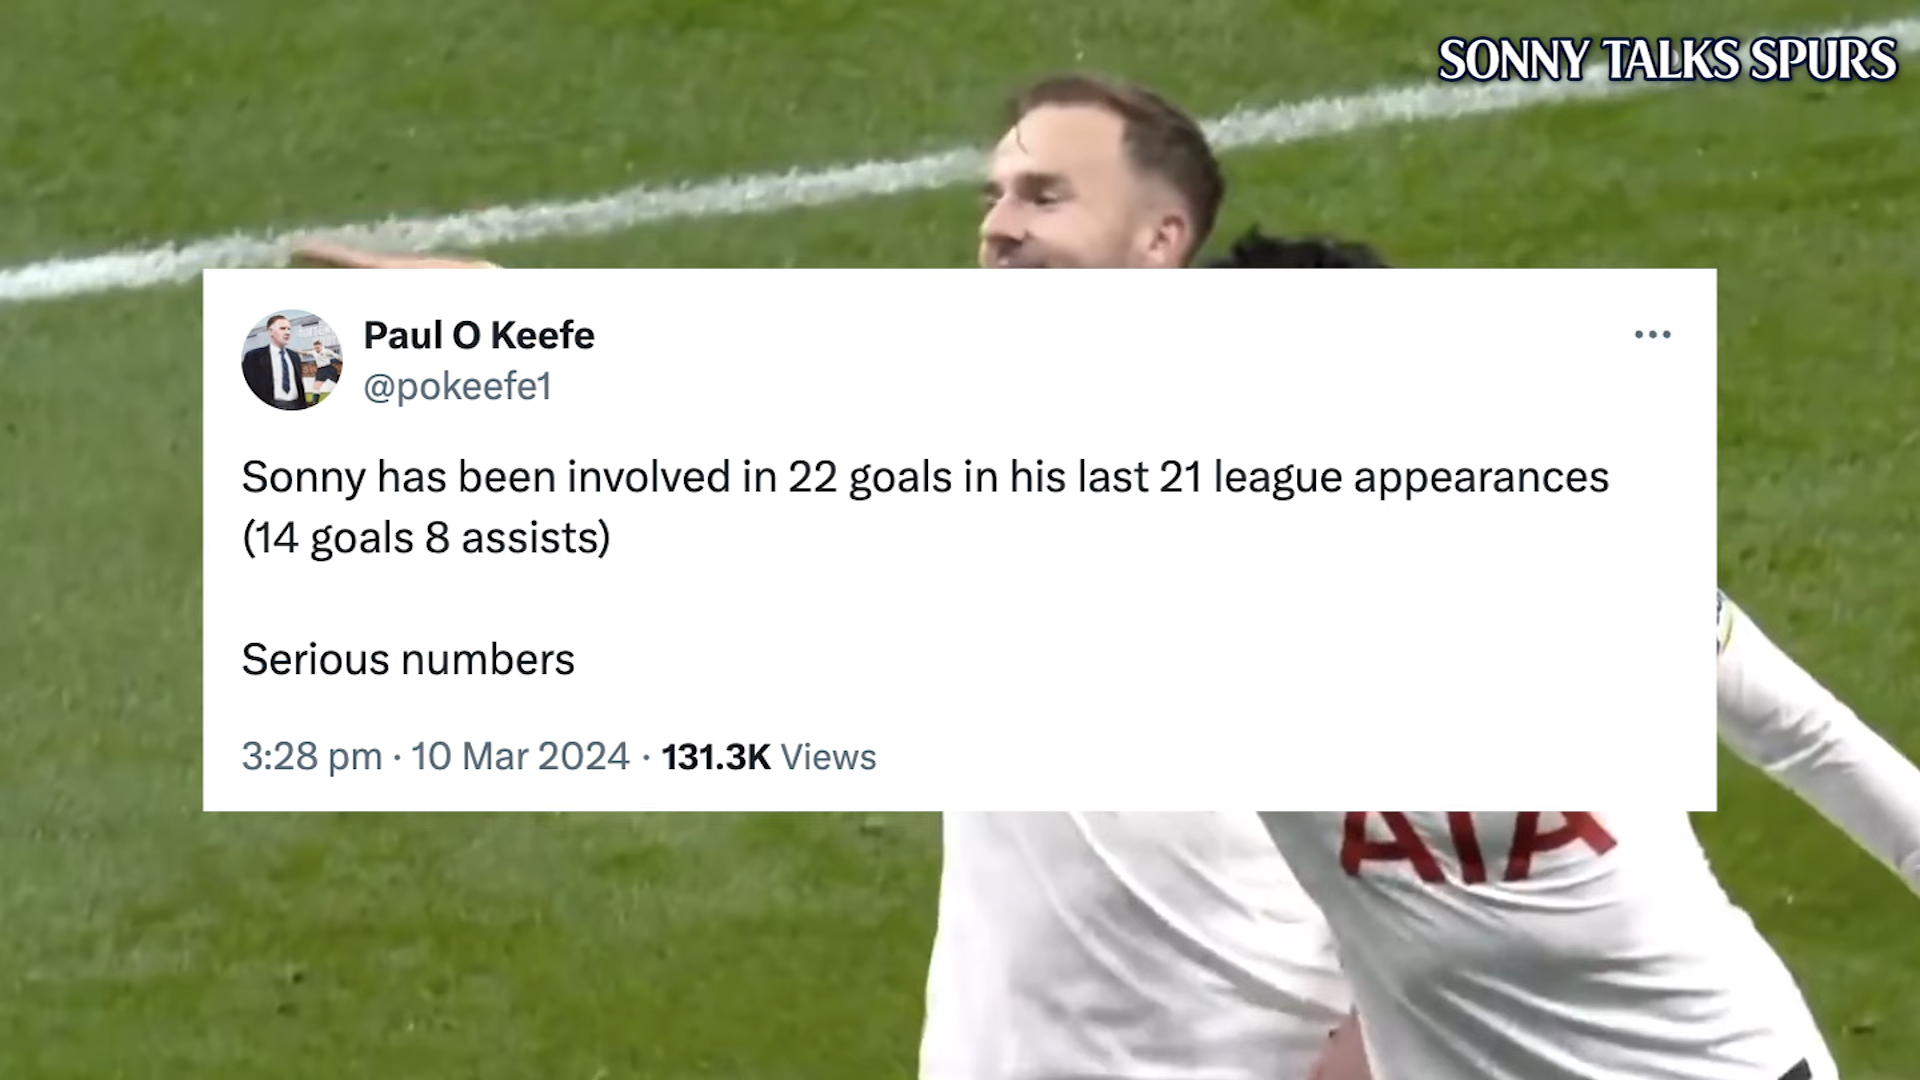 SONNY TALKS SPURS
Paul O Keefe
@pokeefe1
Sonny has been involved in 22 goals in his last 21 league appearances
(14 goals 8 assists)
Serious numbers
3:28 pm · 10 Mar 2024 · 131.3K Views
AIA